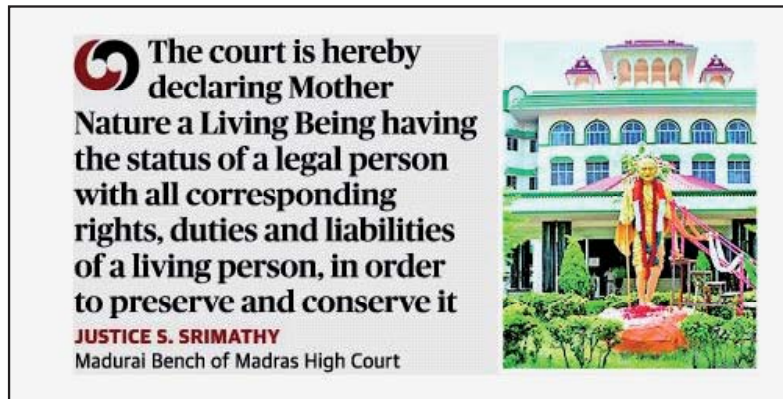 The court is hereby
declaring Mother
Nature a Living Being having
the status of a legal person
with all corresponding
rights, duties and liabilities
of a living person, in order
to preserve and conserve it
JUSTICE S. SRIMATHY
Madurai Bench of Madras High Court